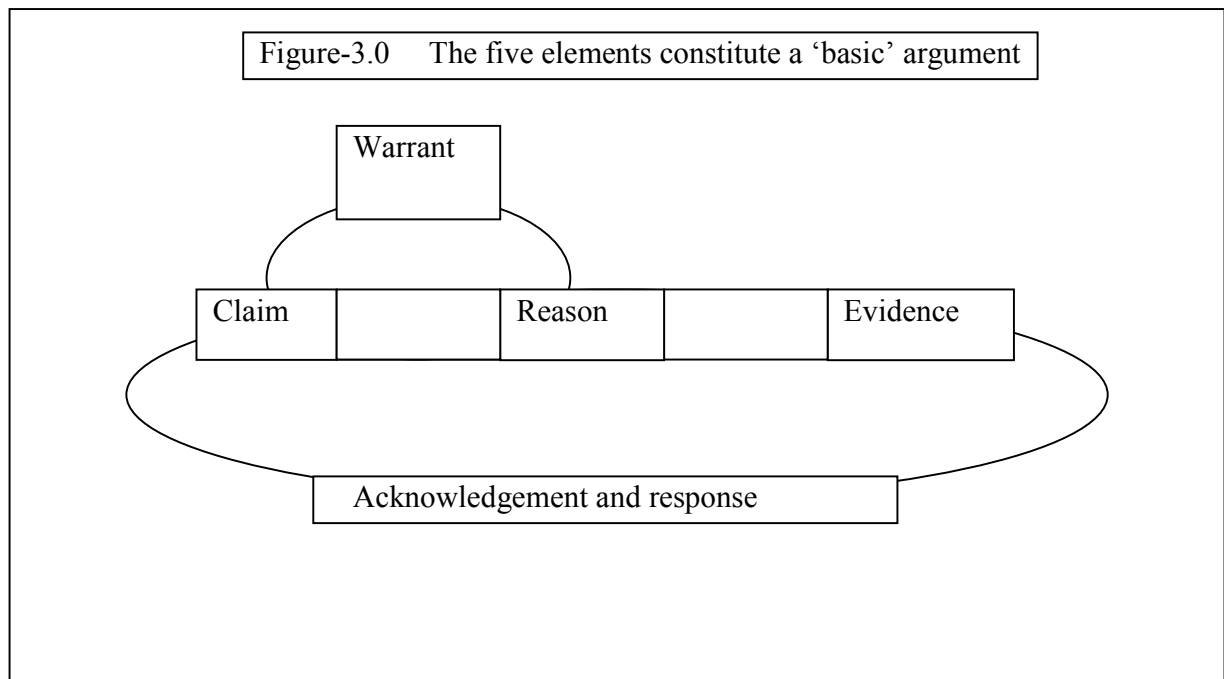 Figure-3.0 The five elements constitute a ‘basic’ argument
Warrant
Claim
Reason
Evidence
Acknowledgement and response